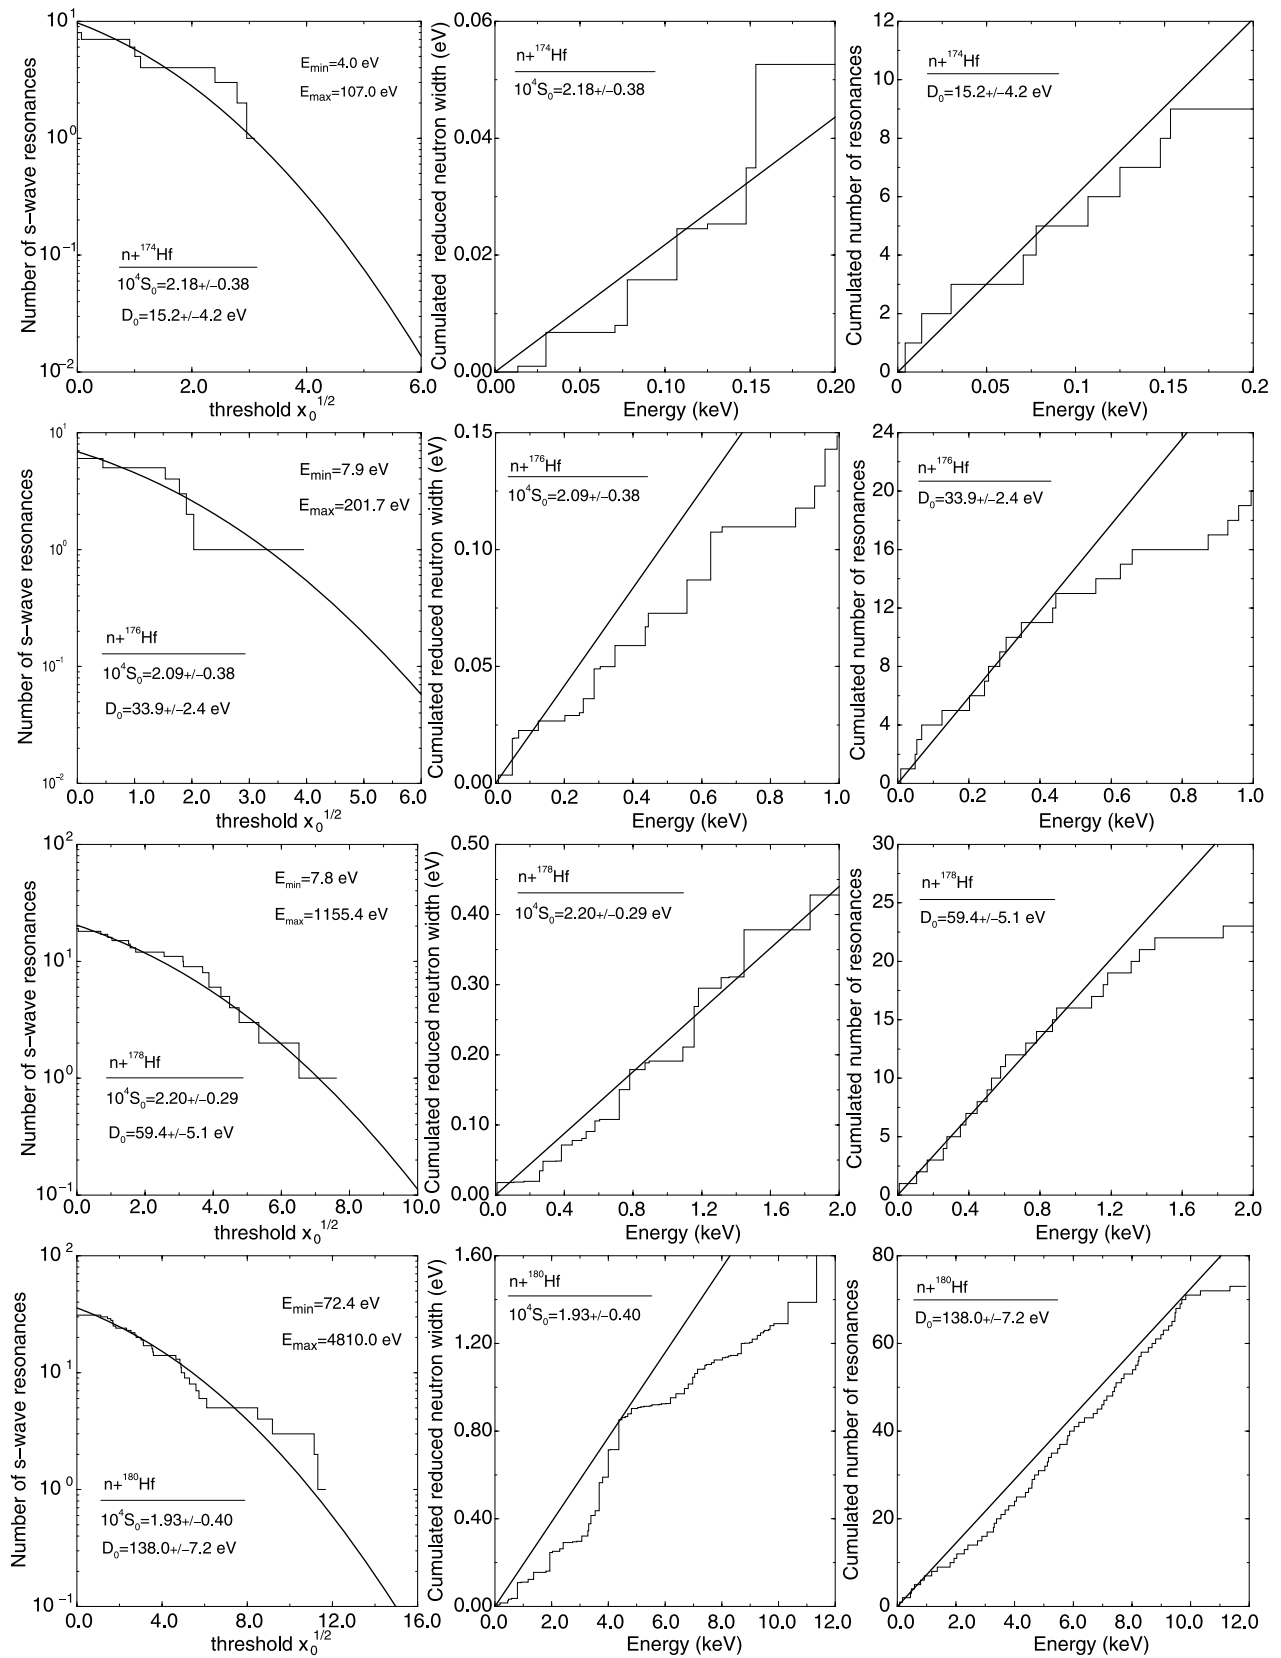 Number of s−wave resonances
10^1
10^0
10^−1
10^−2
E_min=4.0 eV
E_max=107.0 eV
n+^174Hf
10^4S_0=2.18+/−0.38
D_0=15.2+/−4.2 eV
0.0 2.0 4.0 6.0
threshold x_0^1/2
Cumulated reduced neutron width (eV)
0.06
0.04
0.02
0.00
n+^174Hf
10^4S_0=2.18+/−0.38
0.00 0.05 0.10 0.15 0.20
Energy (keV)
Cumulated number of resonances
12
10
8
6
4
2
0
n+^174Hf
D_0=15.2+/−4.2 eV
0 0.05 0.1 0.15 0.2
Energy (keV)
Number of s−wave resonances
10^1
10^0
10^−1
10^−2
E_min=7.9 eV
E_max=201.7 eV
n+^176Hf
10^4S_0=2.09+/−0.38
D_0=33.9+/−2.4 eV
0.0 1.0 2.0 3.0 4.0 5.0 6.0
threshold x_0^1/2
Cumulated reduced neutron width (eV)
0.15
0.10
0.05
0.00
n+^176Hf
10^4S_0=2.09+/−0.38
0.0 0.2 0.4 0.6 0.8 1.0
Energy (keV)
Cumulated number of resonances
24
20
16
12
8
4
0
n+^176Hf
D_0=33.9+/−2.4 eV
0.0 0.2 0.4 0.6 0.8 1.0
Energy (keV)
Number of s−wave resonances
10^2
10^1
10^0
10^−1
E_min=7.8 eV
E_max=1155.4 eV
n+^178Hf
10^4S_0=2.20+/−0.29
D_0=59.4+/−5.1 eV
0.0 2.0 4.0 6.0 8.0 10.0
threshold x_0^1/2
Cumulated reduced neutron width (eV)
0.50
0.40
0.30
0.20
0.10
0.00
n+^178Hf
10^4S_0=2.20+/−0.29 eV
0.0 0.4 0.8 1.2 1.6 2.0
Energy (keV)
Cumulated number of resonances
30
25
20
15
10
5
0
n+^178Hf
D_0=59.4+/−5.1 eV
0.0 0.4 0.8 1.2 1.6 2.0
Energy (keV)
Number of s−wave resonances
10^2
10^1
10^0
10^−1
E_min=72.4 eV
E_max=4810.0 eV
n+^180Hf
10^4S_0=1.93+/−0.40
D_0=138.0+/−7.2 eV
0.0 4.0 8.0 12.0 16.0
threshold x_0^1/2
Cumulated reduced neutron width (eV)
1.60
1.20
0.80
0.40
0.00
n+^180Hf
10^4S_0=1.93+/−0.40
0.0 2.0 4.0 6.0 8.0 10.0 12.0
Energy (keV)
Cumulated number of resonances
80
60
40
20
0
n+^180Hf
D_0=138.0+/−7.2 eV
0.0 2.0 4.0 6.0 8.0 10.0 12.0
Energy (keV)